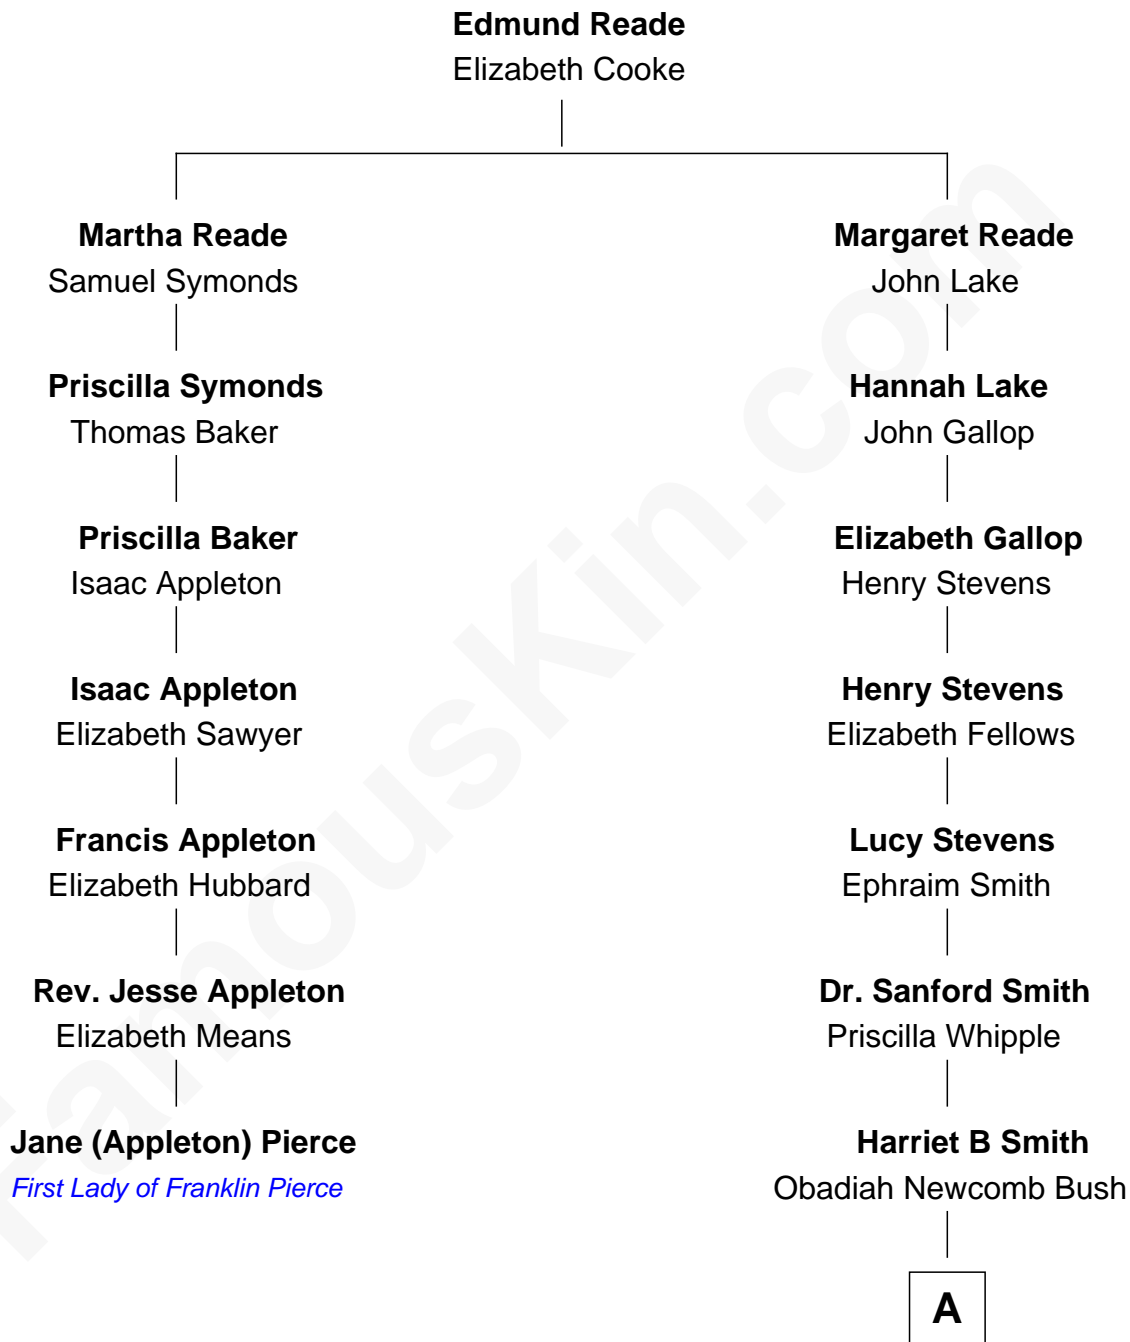 Edmund Reade
Elizabeth Cooke
Martha Reade
Samuel Symonds
Margaret Reade
John Lake
Priscilla Symonds
Thomas Baker
Hannah Lake
John Gallop
Priscilla Baker
Isaac Appleton
Elizabeth Gallop
Henry Stevens
Isaac Appleton
Elizabeth Sawyer
Henry Stevens
Elizabeth Fellows
Francis Appleton
Elizabeth Hubbard
Lucy Stevens
Ephraim Smith
Rev. Jesse Appleton
Elizabeth Means
Dr. Sanford Smith
Priscilla Whipple
Jane (Appleton) Pierce
First Lady of Franklin Pierce
Harriet B Smith
Obadiah Newcomb Bush
A
FamousKin.com